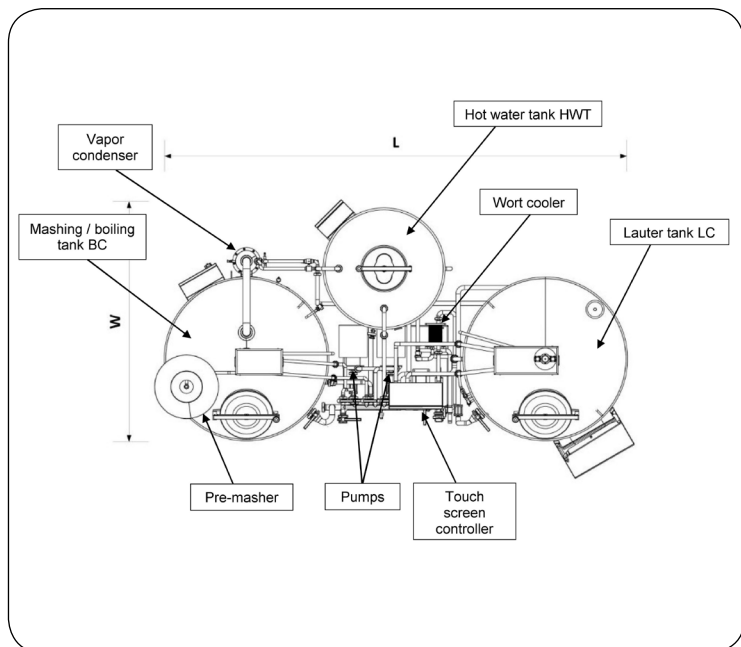 Hot water tank HWT
Vapor
condenser
L
Wort cooler
Mashing / boiling
tank BC
Lauter tank LC
W
Pre-masher
Pumps
Touch
screen
controller